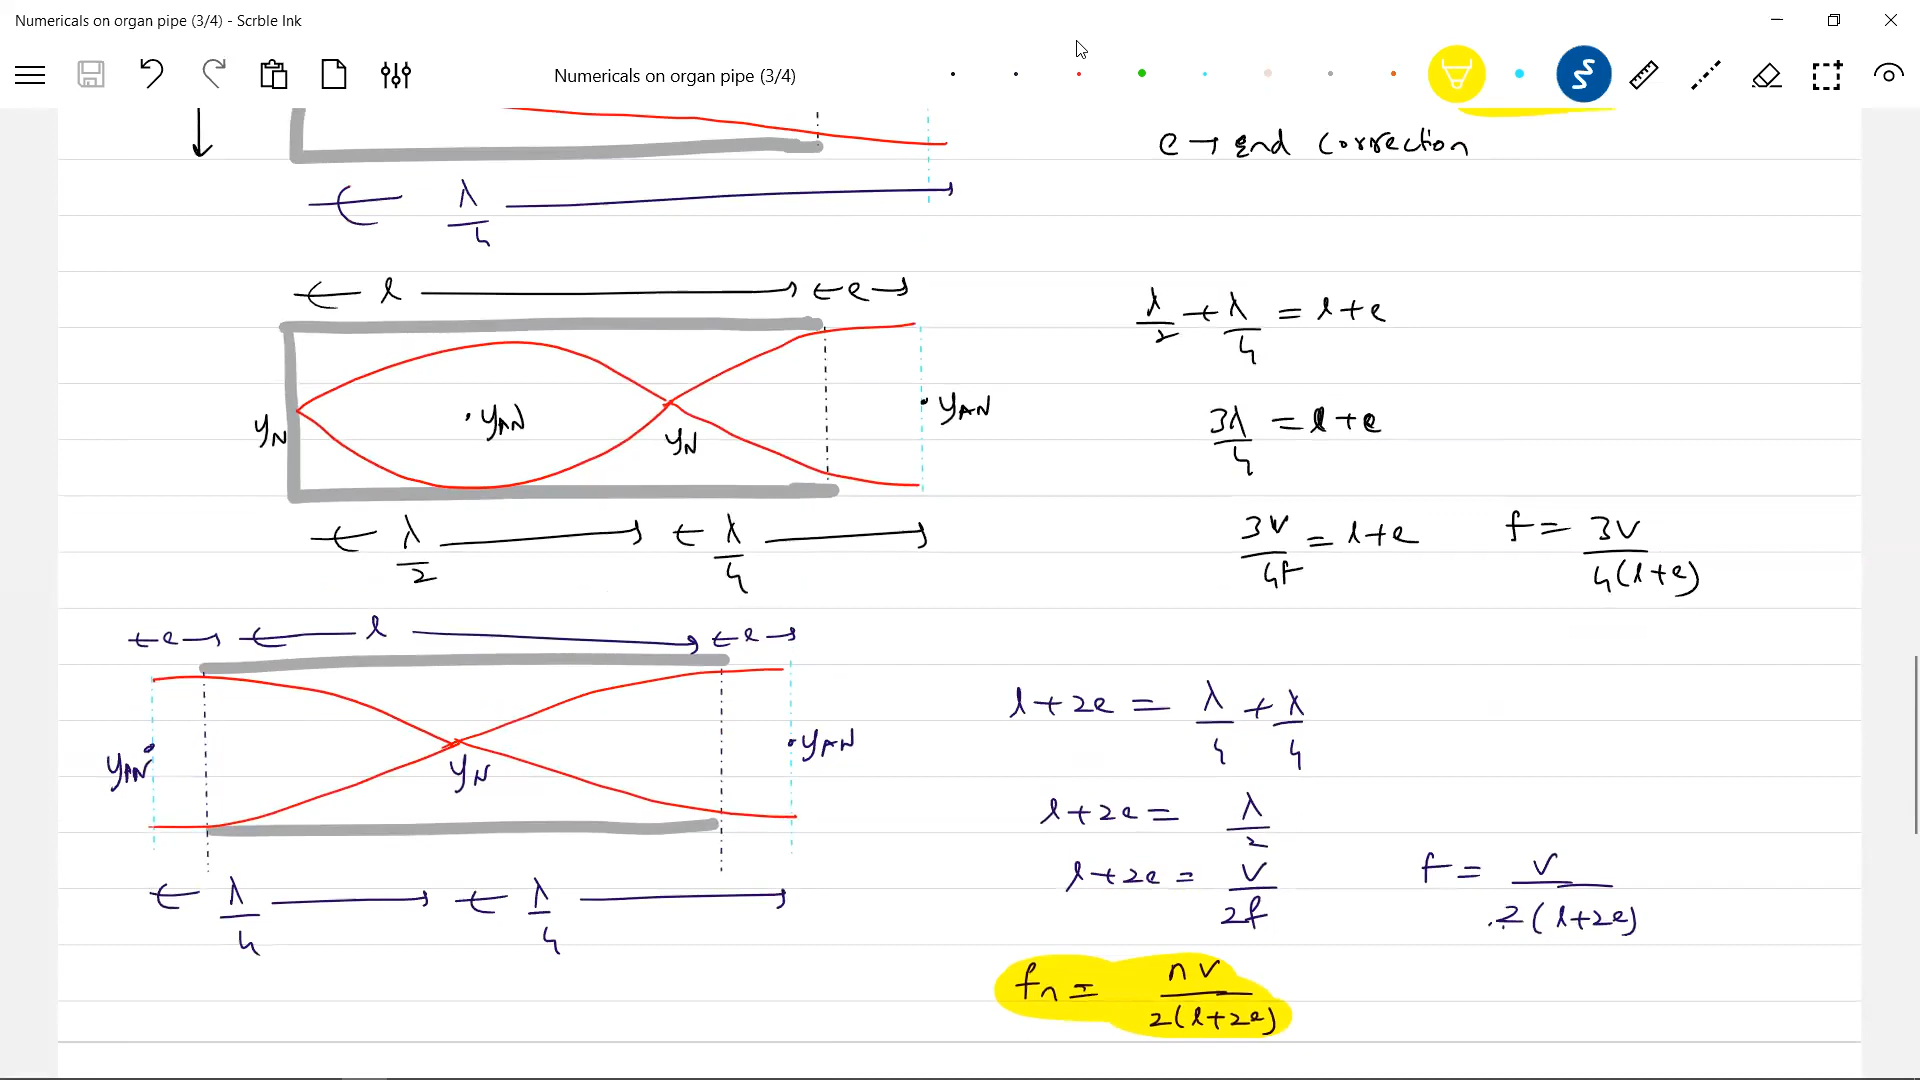 Numericals on organ pipe (3/4) - Scrble Ink
Numericals on organ pipe (3/4)
e → end correction
λ/4
l e
λ/2 + λ/4 = l+e
yN yAN yN yAN
3λ/4 = l+e
λ/2 λ/4
3v/4f = l+e f = 3v/4(l+e)
e l e
l+2e = λ/4 + λ/4
yAN yN yAN
l+2e = λ/2
l+2e = v/2f f = v/2(l+2e)
λ/4 λ/4
fn = nv/2(l+2e)